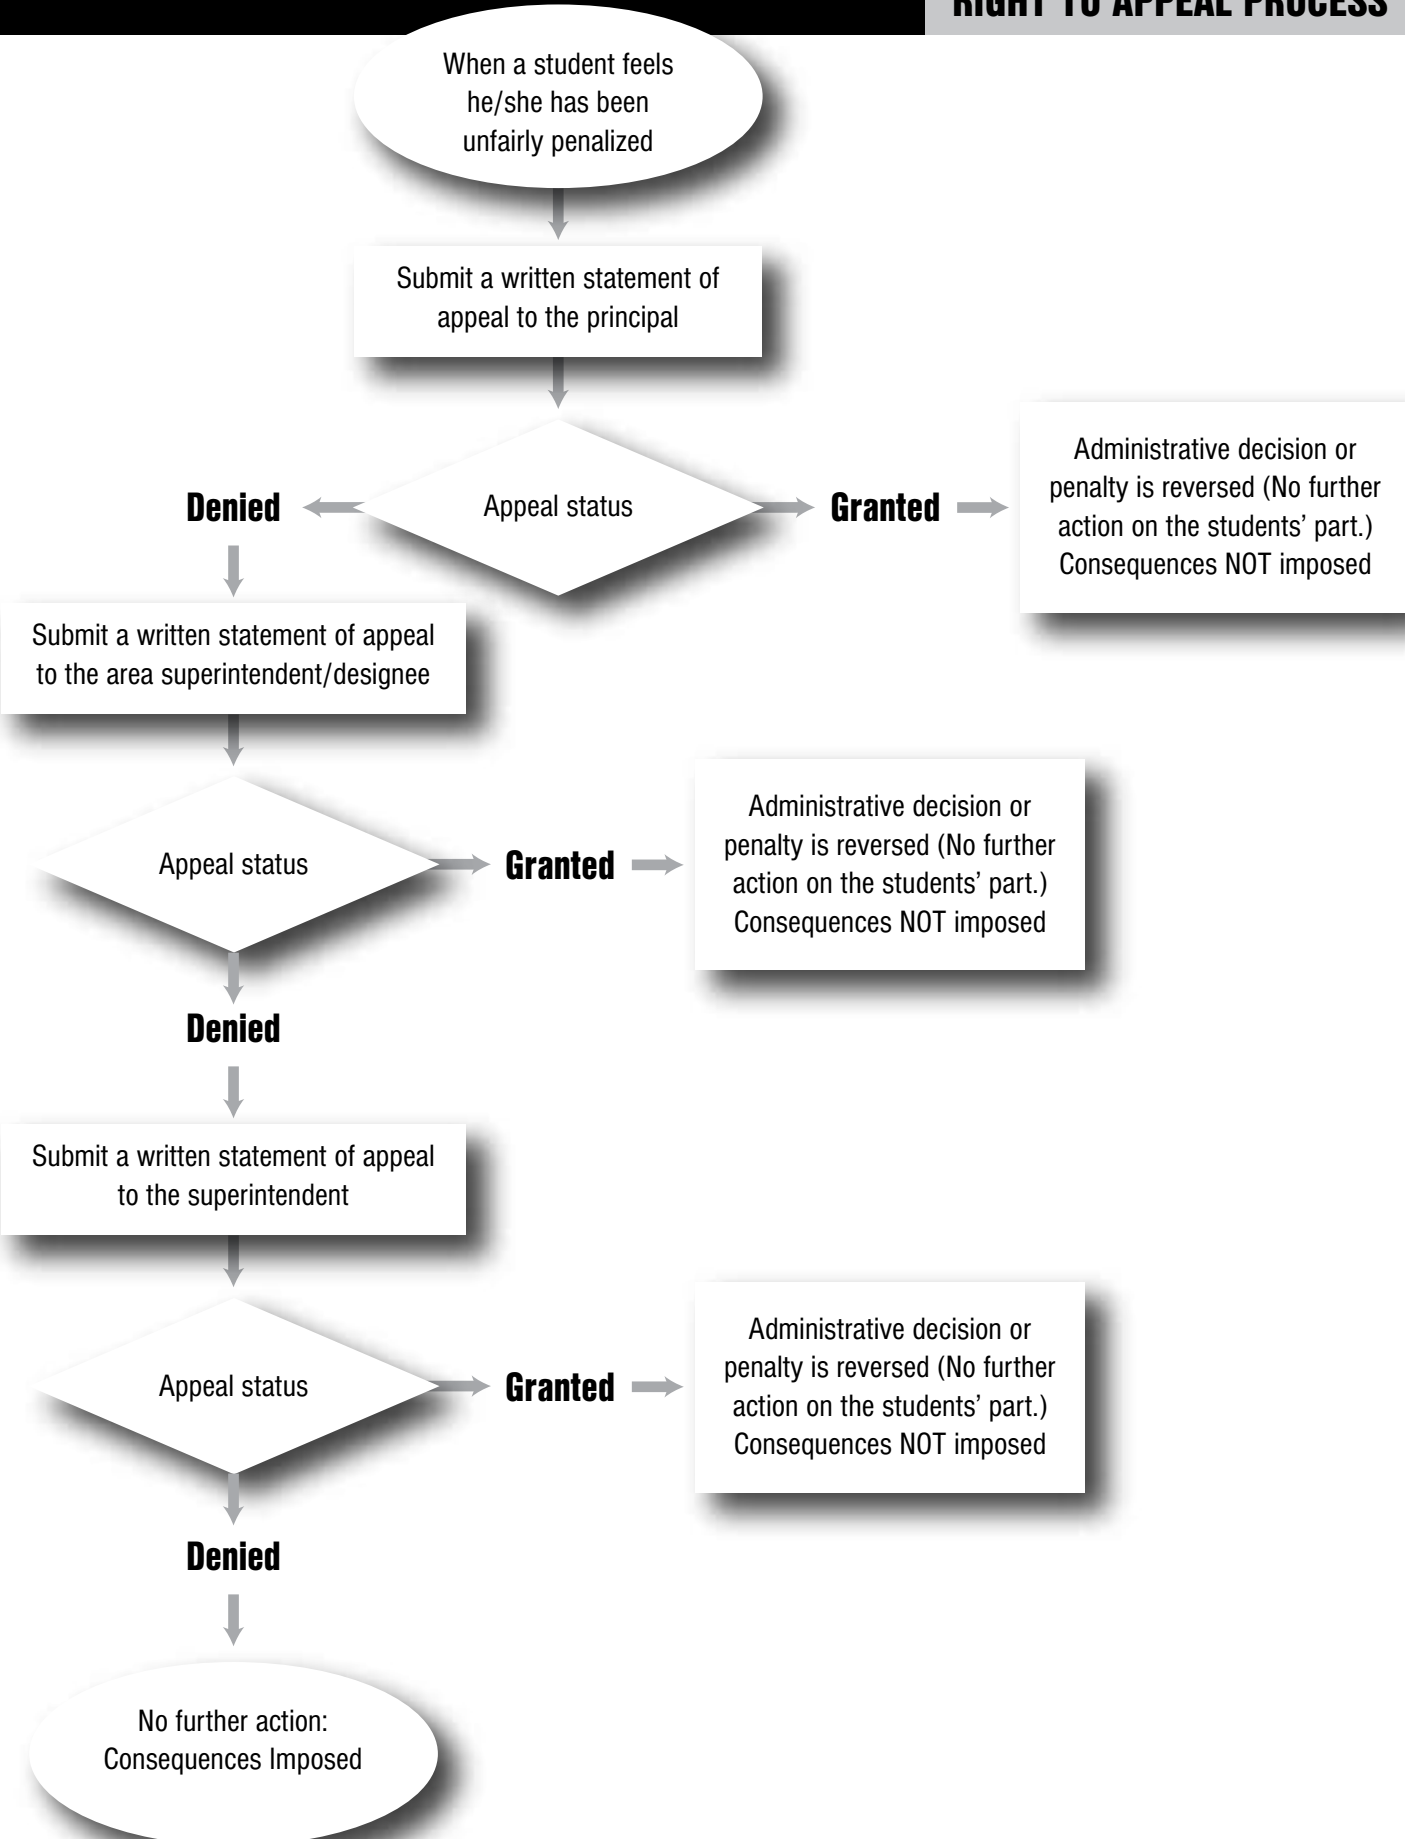 RIGHT TO APPEAL PROCESS
When a student feels
he/she has been
unfairly penalized
Submit a written statement of
appeal to the principal
Denied
Appeal status
Granted
Administrative decision or
penalty is reversed (No further
action on the students’ part.)
Consequences NOT imposed
Submit a written statement of appeal
to the area superintendent/designee
Appeal status
Granted
Administrative decision or
penalty is reversed (No further
action on the students’ part.)
Consequences NOT imposed
Denied
Submit a written statement of appeal
to the superintendent
Appeal status
Granted
Administrative decision or
penalty is reversed (No further
action on the students’ part.)
Consequences NOT imposed
Denied
No further action:
Consequences Imposed